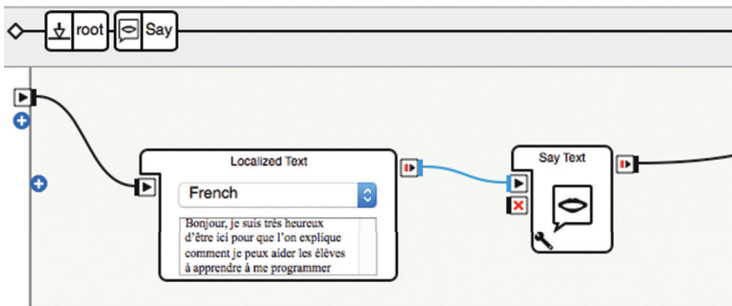 root Say
Localized Text
French
Bonjour, je suis très heureux
d'être ici pour que l'on explique
comment je peux aider les élèves
à apprendre à me programmer
Say Text